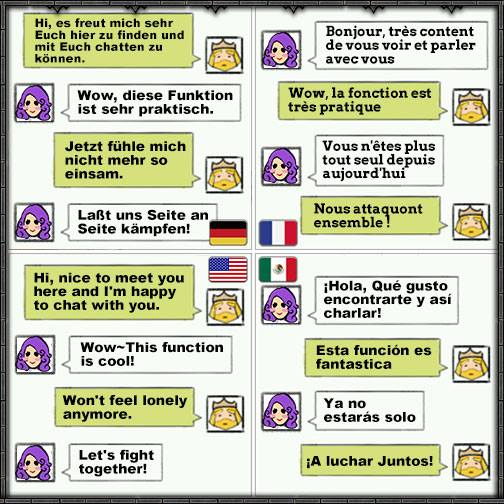 Hi, es freut mich sehr
Euch hier zu finden und
mit Euch chatten zu
können.
Wow, diese Funktion
ist sehr praktisch.
Jetzt fühle mich
nicht mehr so
einsam.
Laßt uns Seite an
Seite kämpfen!
Bonjour, très content
de vous voir et parler
avec vous
Wow, la fonction est
très pratique
Vous n'êtes plus
tout seul depuis
aujourd'hui
Nous attaquont
ensemble !
Hi, nice to meet you
here and I'm happy
to chat with you.
Wow~This function
is cool!
Won't feel lonely
anymore.
Let's fight
together!
¡Hola, Qué gusto
encontrarte y así
charlar!
Esta función es
fantastica
Ya no
estarás solo
¡A luchar Juntos!